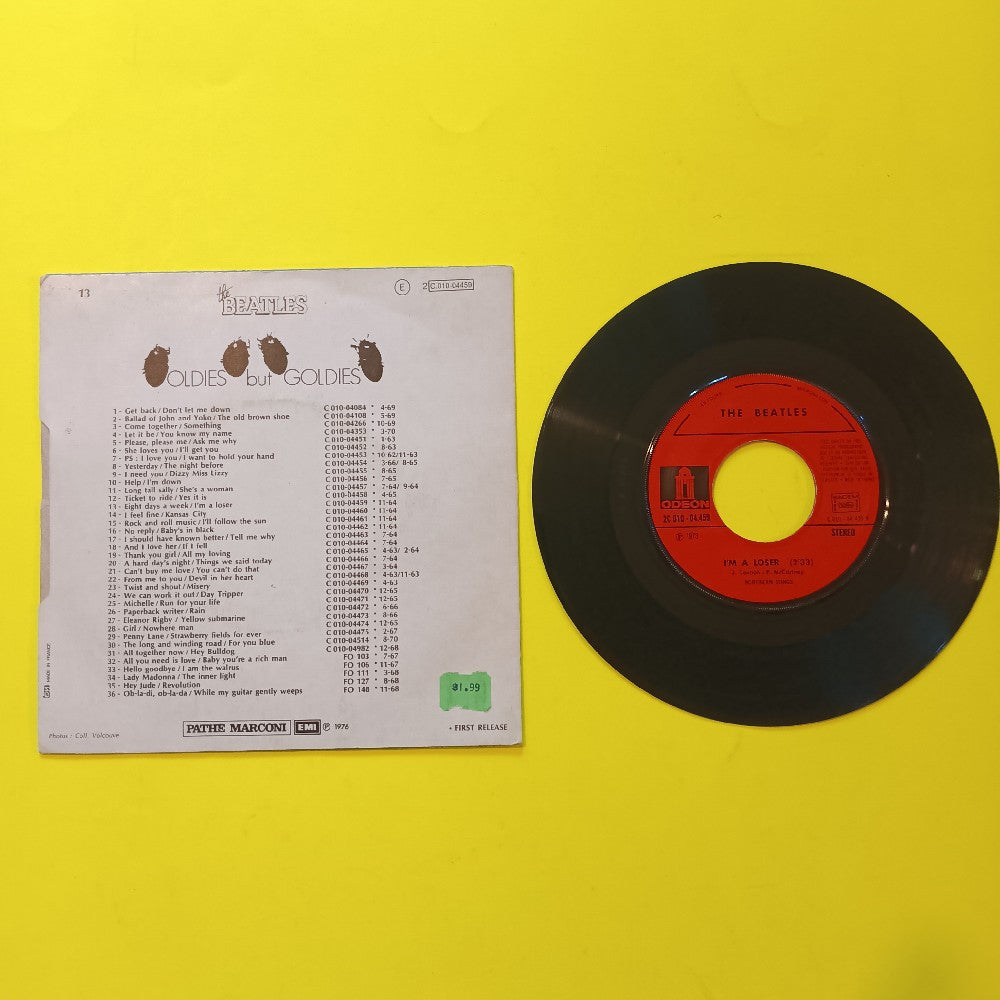 13
the
BEATLES
E 2 C.010-04459
OLDIES but GOLDIES
1 - Get back / Don't let me down C 010-04084 * 4-69
2 - Ballad of John and Yoko / The old brown shoe C 010-04108 * 5-69
3 - Come together / Something C 010-04266 * 10-69
4 - Let it be / You know my name C 010-04353 * 3-70
5 - Please, please me / Ask me why C 010-04451 * 1-63
6 - She loves you / I'll get you C 010-04452 * 8-63
7 - PS : I love you / I want to hold your hand C 010-04453 * 10 62/11-63
8 - Yesterday / The night before C 010-04454 * 3-66/ 8-65
9 - I need you / Dizzy Miss Lizzy C 010-04455 * 8-65
10 - Help / I'm down C 010-04456 * 7-65
11 - Long tall sally / She's a woman C 010-04457 * 7-64/ 9-64
12 - Ticket to ride / Yes it is C 010-04458 * 4-65
13 - Eight days a week / I'm a loser C 010-04459 * 11-64
14 - I feel fine / Kansas City C 010-04460 * 11-64
15 - Rock and roll music / I'll follow the sun C 010-04461 * 11-64
16 - No reply / Baby's in black C 010-04462 * 11-64
17 - I should have known better / Tell me why C 010-04463 * 7-64
18 - And I love her / If I fell C 010-04464 * 7-64
19 - Thank you girl / All my loving C 010-04465 * 4-63/ 2-64
20 - A hard day's night / Things we said today C 010-04466 * 7-64
21 - Can't buy me love / You can't do that C 010-04467 * 3-64
22 - From me to you / Devil in her heart C 010-04468 * 4-63/11-63
23 - Twist and shout / Misery C 010-04469 * 4-63
24 - We can work it out / Day Tripper C 010-04470 * 12-65
25 - Michelle / Run for your life C 010-04471 * 12-65
26 - Paperback writer / Rain C 010-04472 * 6-66
27 - Eleanor Rigby / Yellow submarine C 010-04473 * 8-66
28 - Girl / Nowhere man C 010-04474 * 12-65
29 - Penny Lane / Strawberry fields for ever C 010-04475 * 2-67
30 - The long and winding road / For you blue C 010-04514 * 8-70
31 - All together now / Hey Bulldog C 010-04982 * 12-68
32 - All you need is love / Baby you're a rich man FO 103 * 7-67
33 - Hello goodbye / I am the walrus FO 106 * 11-67
34 - Lady Madonna / The inner light FO 111 * 3-68
35 - Hey Jude / Revolution FO 127 * 8-68
36 - Ob-la-di, ob-la-da / While my guitar gently weeps FO 148 * 11-68
MADE IN FRANCE
$1.99
PATHE MARCONI EMI ℗ 1976
* FIRST RELEASE
Photos : Coll. Volcouve
THE BEATLES
ODEON
2C 010-04.459
℗ 1973
STEREO
I'M A LOSER (2'33)
J. Lennon - P. McCartney
NORTHERN SONGS